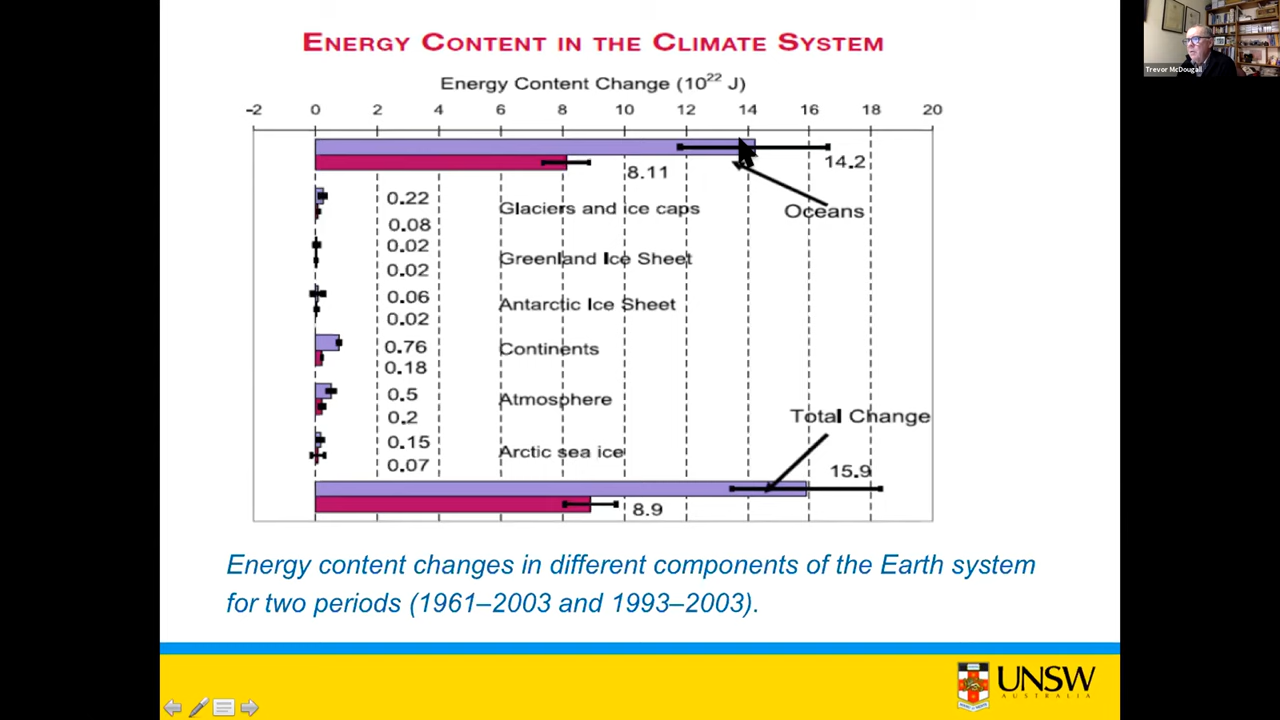 ENERGY CONTENT IN THE CLIMATE SYSTEM
Trevor McDougall
Energy Content Change (10²² J)
-2 0 2 4 6 8 10 12 14 16 18 20
14.2
8.11
Oceans
0.22
Glaciers and ice caps
0.08
0.02
Greenland Ice Sheet
0.02
0.06
Antarctic Ice Sheet
0.02
0.76
Continents
0.18
0.5
Atmosphere
0.2
Total Change
0.15
Arctic sea ice
0.07
15.9
8.9
Energy content changes in different components of the Earth system
for two periods (1961–2003 and 1993–2003).
UNSW
AUSTRALIA